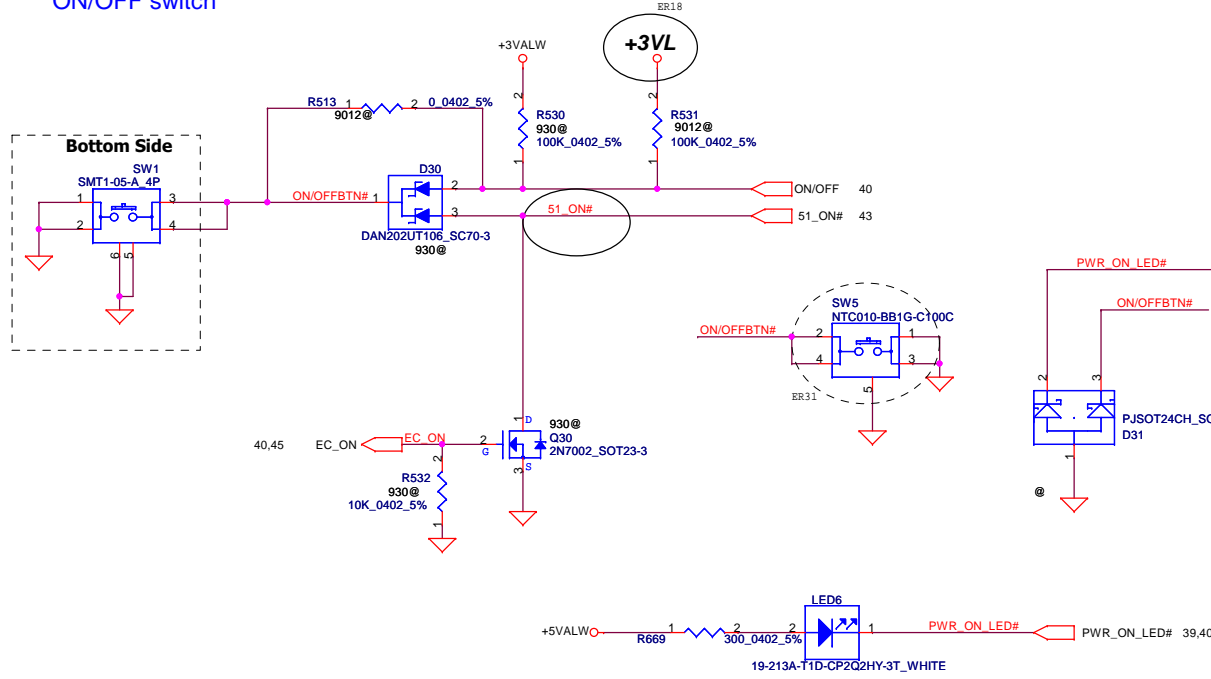 ON/OFF switch
ER18
+3VALW
+3VL
R513 1 2 0_0402_5%
9012@
2
R530
930@
100K_0402_5%
1
2
R531
9012@
100K_0402_5%
1
Bottom Side
SW1
SMT1-05-A_4P
1
2
3
4
6
5
ON/OFFBTN# 1
D30
2
3
DAN202UT106_SC70-3
930@
51_ON#
ON/OFF 40
51_ON# 43
PWR_ON_LED#
ON/OFFBTN#
SW5
NTC010-BB1G-C100C
ON/OFFBTN#
2
4
1
3
5
ER31
2
3
PJSOT24CH_SC
D31
1
@
1
D
930@
Q30
2N7002_SOT23-3
2
G
3
S
40,45 EC_ON
EC_ON
2
R532
930@
10K_0402_5%
1
+5VALW
R669
1
2
300_0402_5%
LED6
2
1
19-213A-T1D-CP2Q2HY-3T_WHITE
PWR_ON_LED#
PWR_ON_LED# 39,40